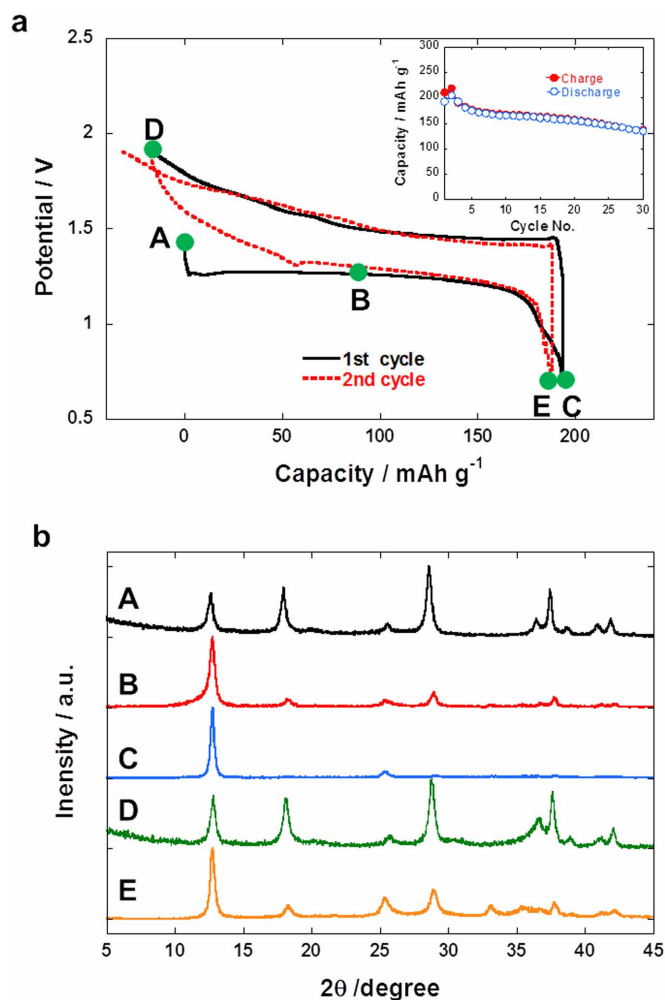 a
2.5
2
1.5
1
0.5
Potential / V
D
A
B
E C
1st cycle
2nd cycle
0 50 100 150 200
Capacity / mAh g-1
300
250
200
150
100
50
0
Capacity / mAh g-1
Charge
Discharge
5 10 15 20 25 30
Cycle No.
b
A
B
C
D
E
Inensity / a.u.
5 10 15 20 25 30 35 40 45
2θ /degree